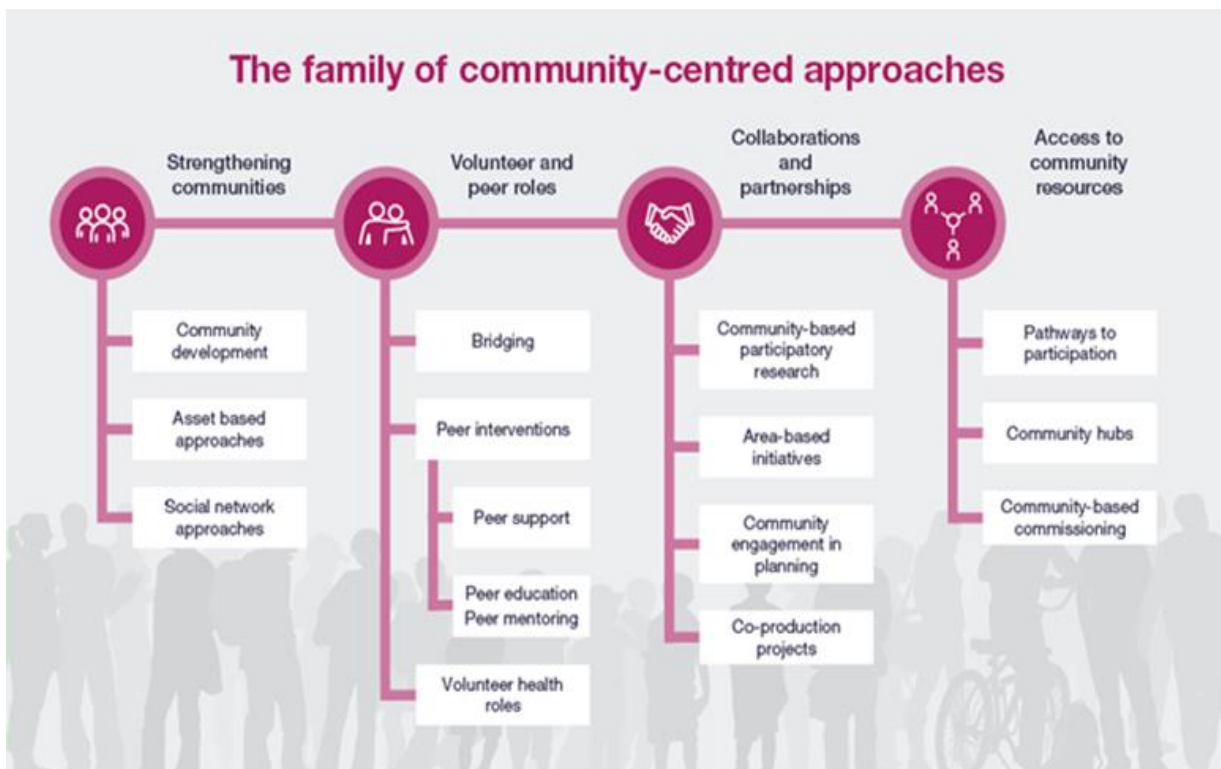 The family of community-centred approaches
Strengthening
communities
Community
development
Asset based
approaches
Social network
approaches
Volunteer and
peer roles
Bridging
Peer interventions
Peer support
Peer education
Peer mentoring
Volunteer health
roles
Collaborations
and
partnerships
Community-based
participatory
research
Area-based
initiatives
Community
engagement in
planning
Co-production
projects
Access to
community
resources
Pathways to
participation
Community hubs
Community-based
commissioning